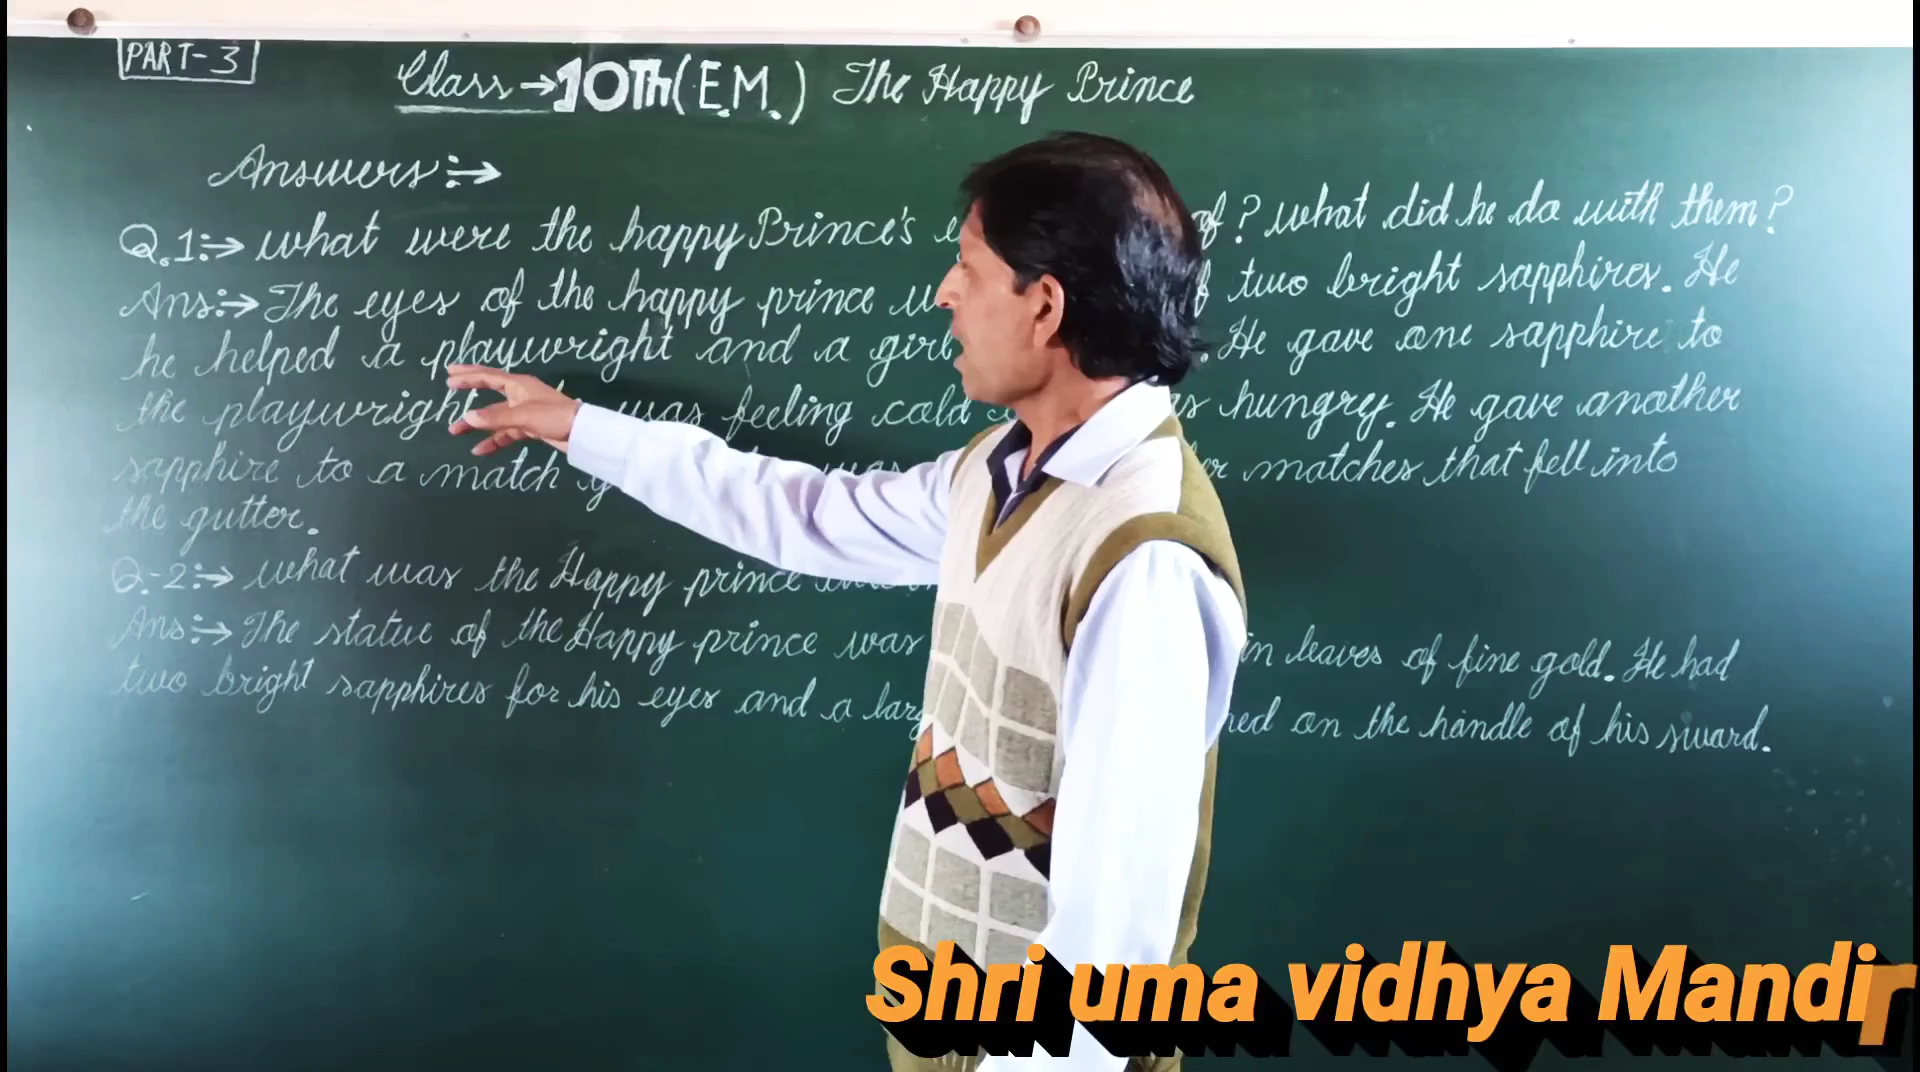 PART-3
Class → 10Th (E.M.) The Happy Prince
Answers:→
Q.1:→ what were the happy Prince's of? what did he do with them?
Ans:→ The eyes of the happy prince two bright sapphires. He
he helped a playwright and a girl He gave one sapphire to
the playwright was feeling cold hungry. He gave another
sapphire to a match matches that fell into
the gutter.
Q.-2:→ what was the Happy prince
Ans:→ The statue of the Happy prince was in leaves of fine gold. He had
two bright sapphires for his eyes and a on the handle of his sward.
Shri uma vidhya Mandir